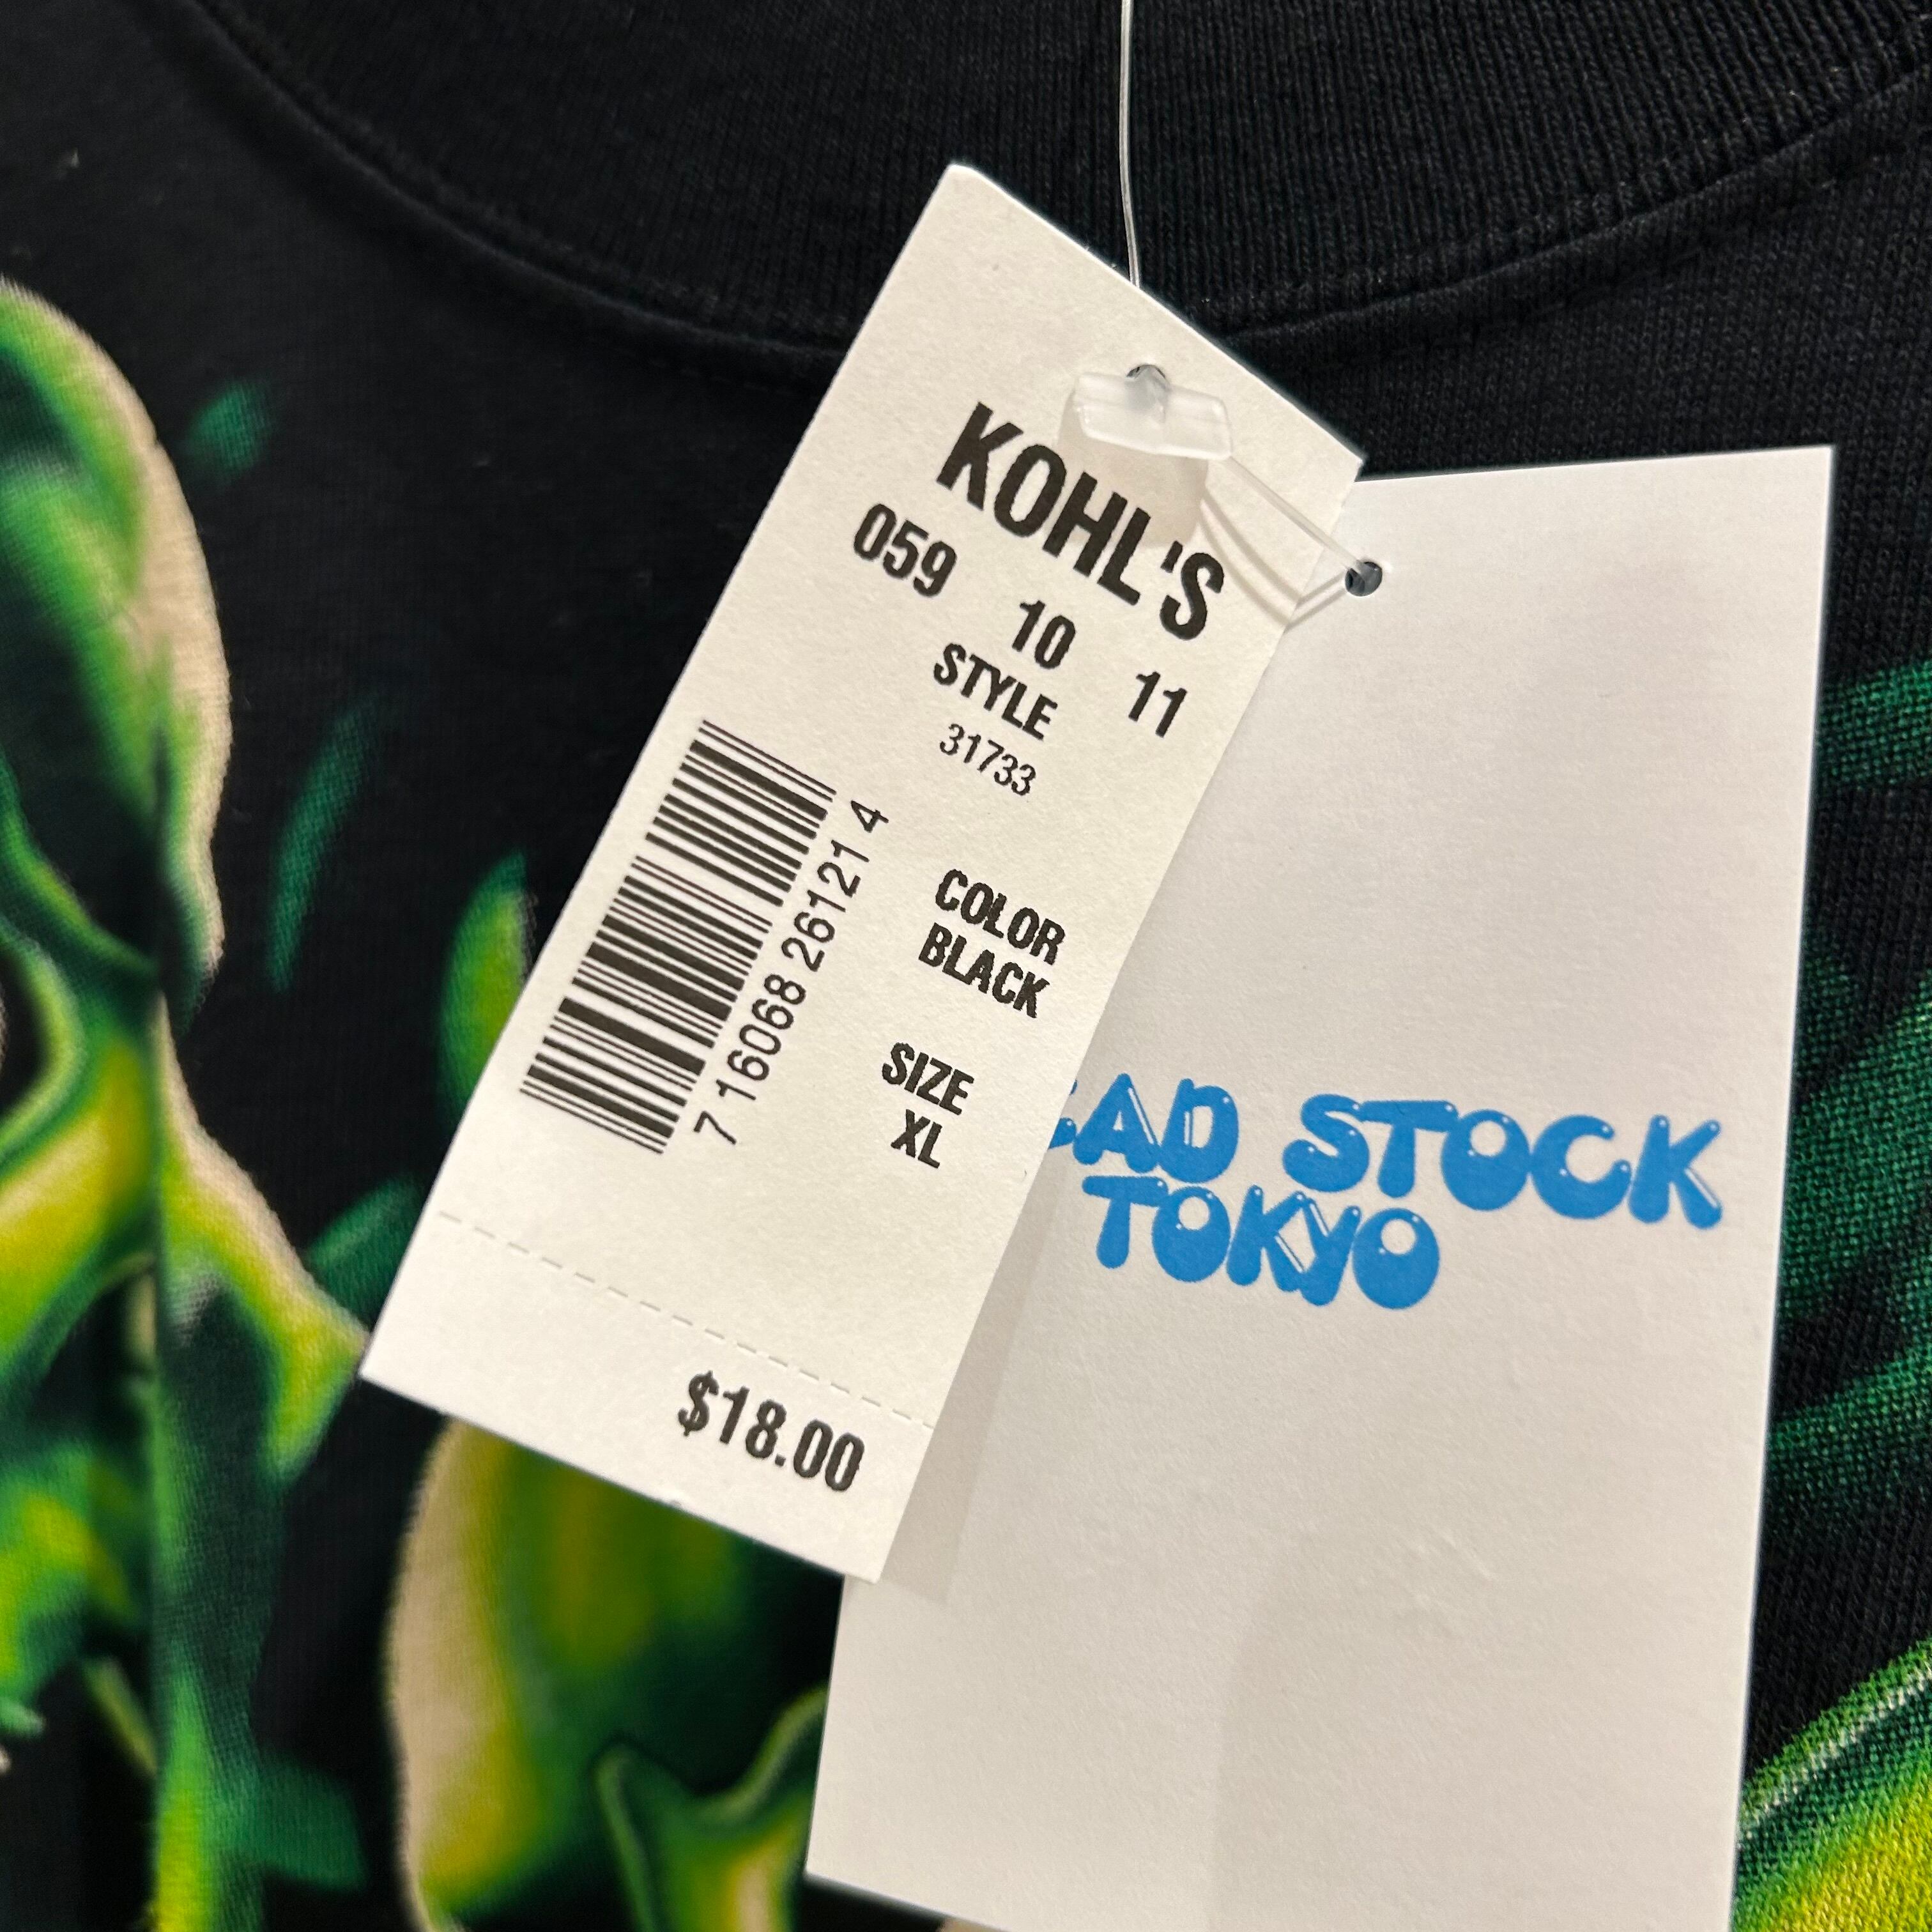 KOHL'S
059 10 11
STYLE
31733
7 16068 26121 4
COLOR
BLACK
SIZE
XL
$18.00
STOCK
TOKYO